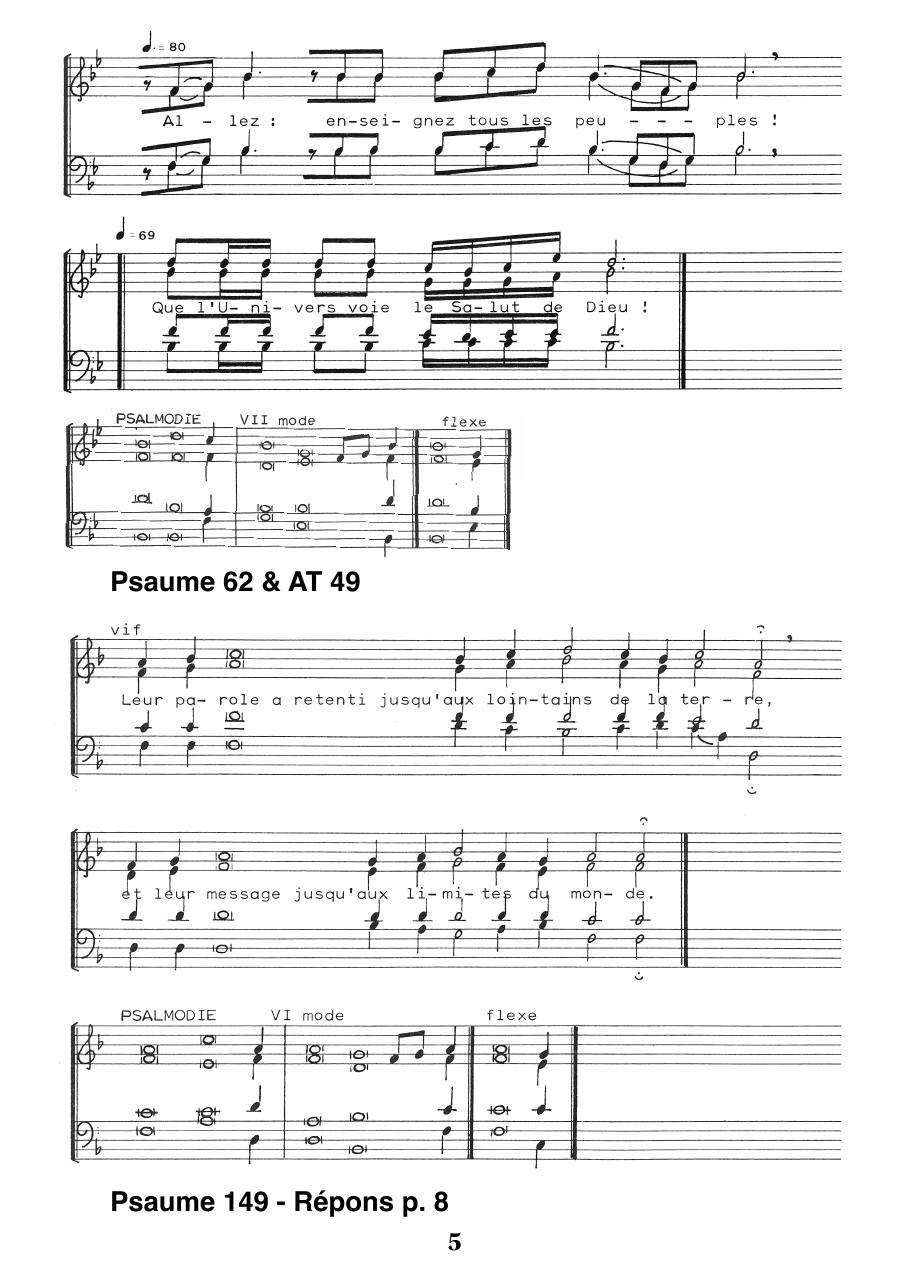 ♩. = 80
Al - lez : en-sei- gnez tous les peu - - - ples !
♩ = 69
Que l'U- ni- vers voie le Sa- lut de Dieu !
PSALMODIE VII mode flexe
Psaume 62 & AT 49
vif
Leur pa- role a retenti jusqu'aux loin-tains de la ter - re,
et leur message jusqu'aux li-mi-tes du mon- de.
PSALMODIE VI mode flexe
Psaume 149 - Répons p. 8
5